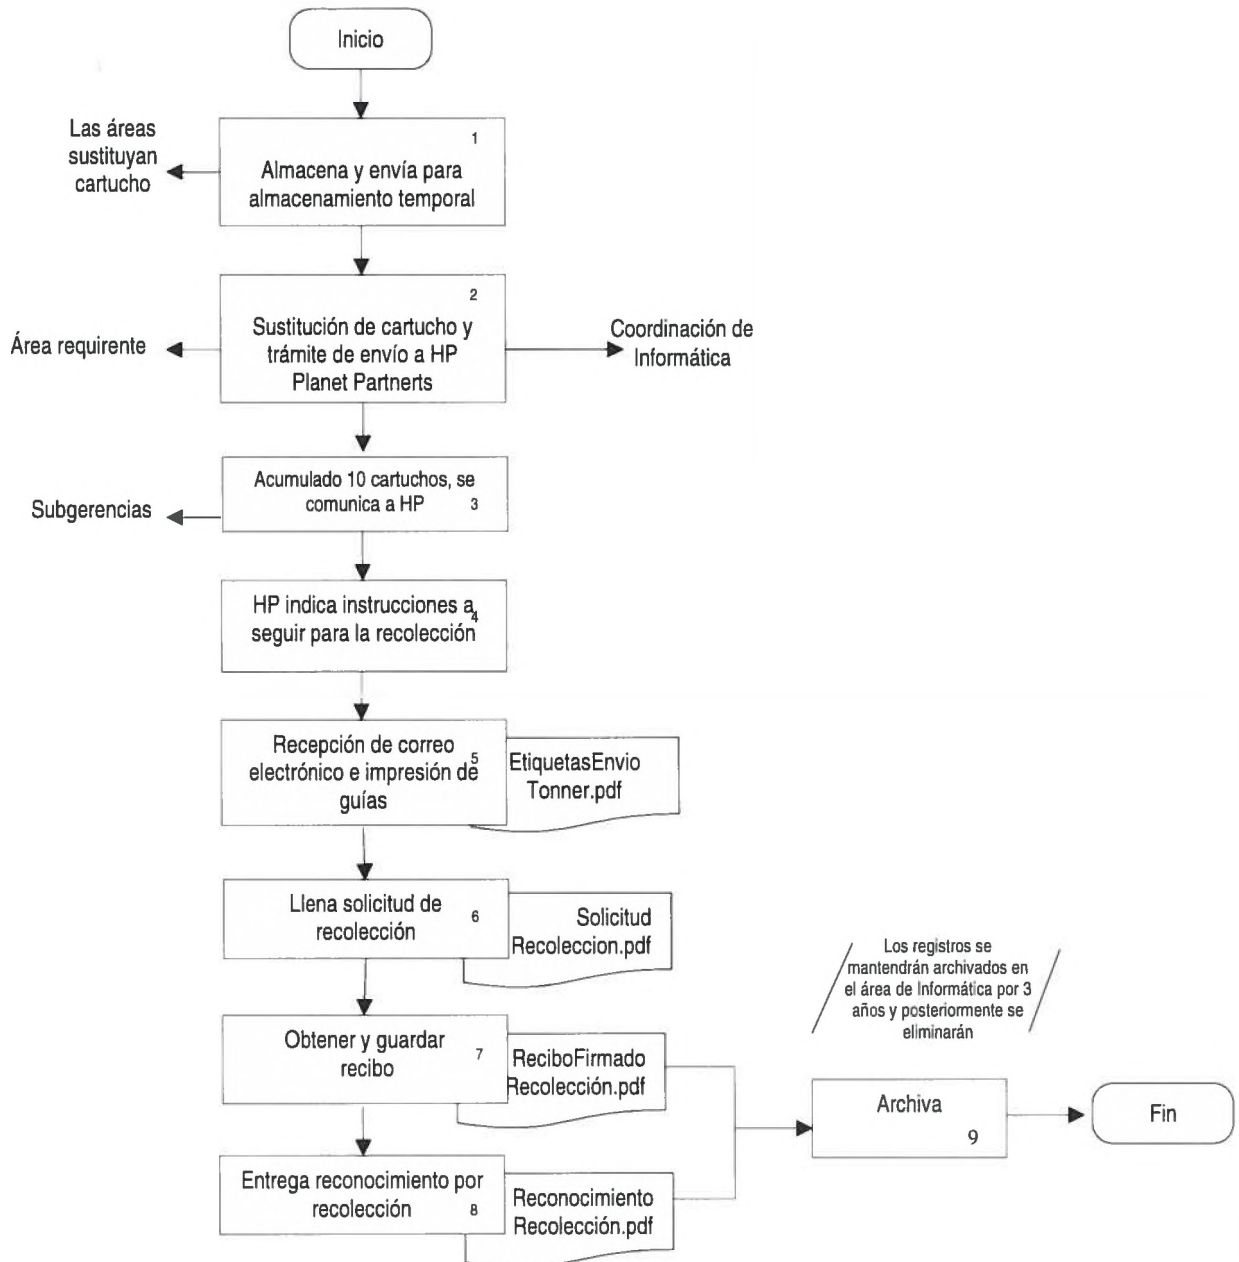 Inicio
Las áreas
sustituyan
cartucho
1
Almacena y envía para
almacenamiento temporal
2
Sustitución de cartucho y
trámite de envío a HP
Planet Partnerts
Área requirente
Coordinación de
Informática
Acumulado 10 cartuchos, se
comunica a HP 3
Subgerencias
HP indica instrucciones a
4
seguir para la recolección
Recepción de correo
5
electrónico e impresión de
guías
EtiquetasEnvio
Tonner.pdf
Llena solicitud de
6
recolección
Solicitud
Recoleccion.pdf
Los registros se
mantendrán archivados en
el área de Informática por 3
años y posteriormente se
eliminarán
Obtener y guardar
7
recibo
ReciboFirmado
Recolección.pdf
Archiva
9
Fin
Entrega reconocimiento por
recolección 8
Reconocimiento
Recolección.pdf